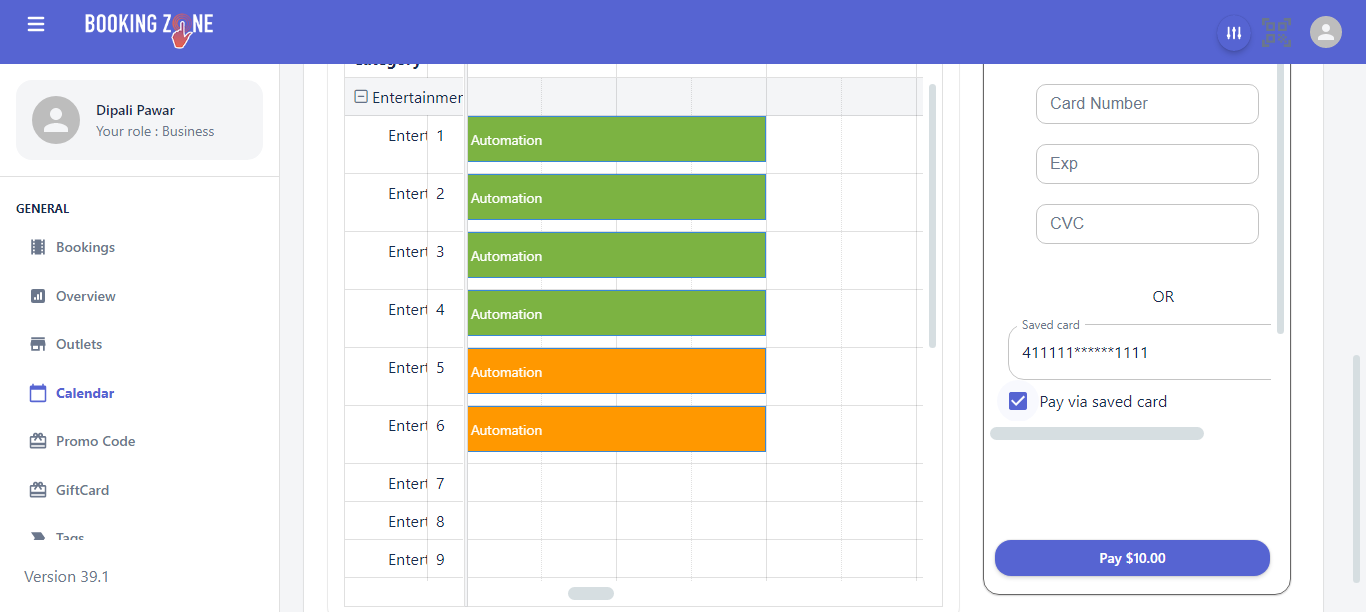 BOOKING ZONE
Dipali Pawar
Your role : Business
GENERAL
Bookings
Overview
Outlets
Calendar
Promo Code
GiftCard
Tags
Version 39.1
Category
Entertainmer
Entert 1 Automation
Entert 2 Automation
Entert 3 Automation
Entert 4 Automation
Entert 5 Automation
Entert 6 Automation
Entert 7
Entert 8
Entert 9
Card Number
Exp
CVC
OR
Saved card
411111******1111
Pay via saved card
Pay $10.00